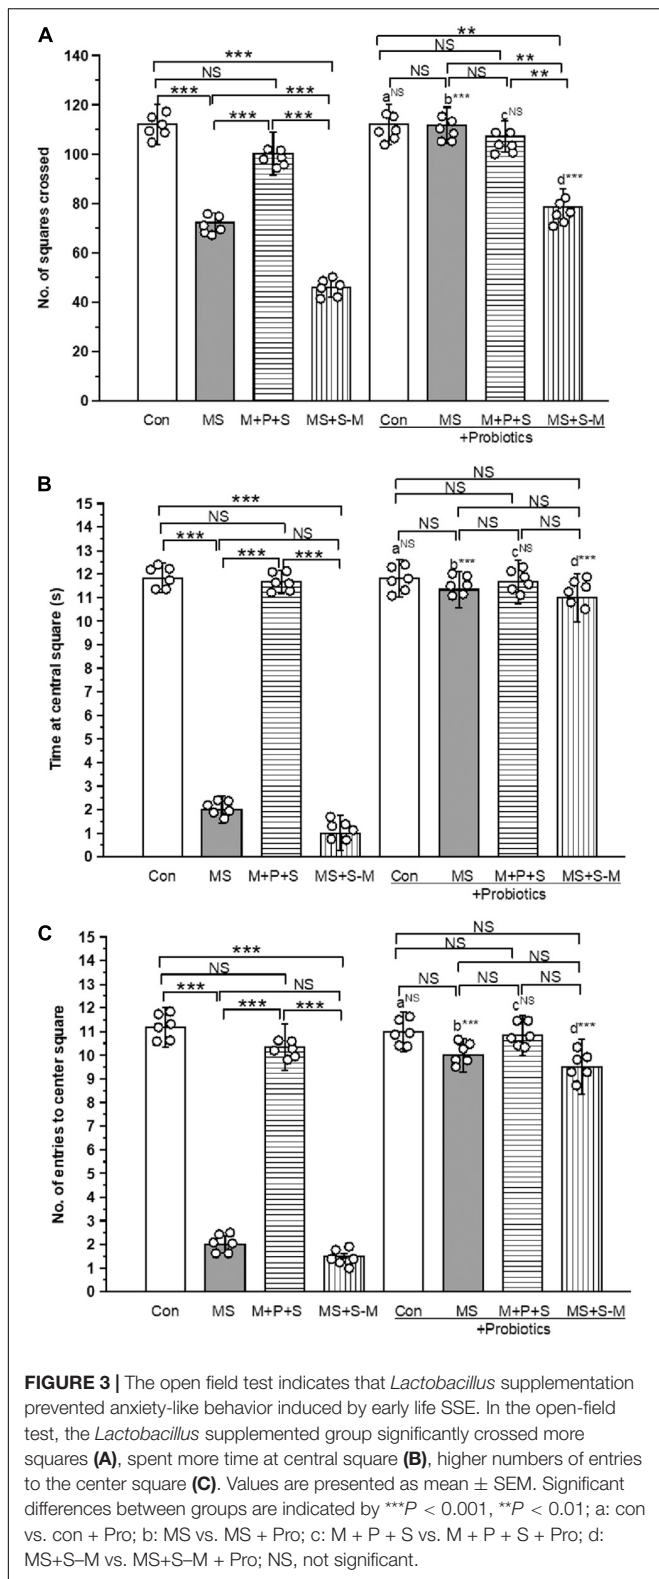 A
***
NS
***
***
***
***
**
NS
**
NS
NS
**
aNS
b***
cNS
d***
No. of squares crossed
140
120
100
80
60
40
20
0
Con MS M+P+S MS+S-M Con MS M+P+S MS+S-M
+Probiotics
B
***
NS
***
NS
***
***
NS
NS
NS
NS
NS
NS
aNS
b***
cNS
d***
Time at central square (s)
15
14
13
12
11
10
9
8
7
6
5
4
3
2
1
0
Con MS M+P+S MS+S-M Con MS M+P+S MS+S-M
+Probiotics
C
***
NS
***
NS
***
***
NS
NS
NS
NS
NS
NS
aNS
b***
cNS
d***
No. of entries to center square
15
14
13
12
11
10
9
8
7
6
5
4
3
2
1
0
Con MS M+P+S MS+S-M Con MS M+P+S MS+S-M
+Probiotics
FIGURE 3 | The open field test indicates that Lactobacillus supplementation
prevented anxiety-like behavior induced by early life SSE. In the open-field
test, the Lactobacillus supplemented group significantly crossed more
squares (A), spent more time at central square (B), higher numbers of entries
to the center square (C). Values are presented as mean ± SEM. Significant
differences between groups are indicated by ***P < 0.001, **P < 0.01; a: con
vs. con + Pro; b: MS vs. MS + Pro; c: M + P + S vs. M + P + S + Pro; d:
MS+S–M vs. MS+S–M + Pro; NS, not significant.